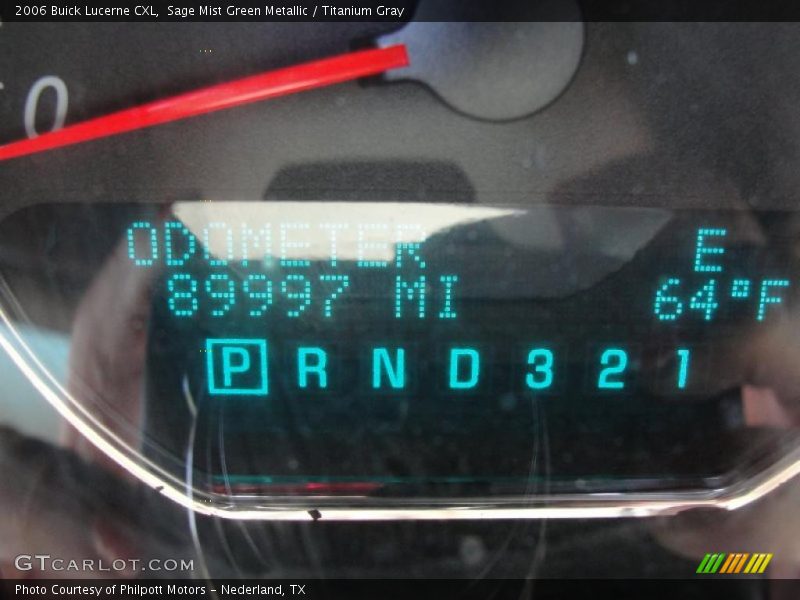 2006 Buick Lucerne CXL,  Sage Mist Green Metallic / Titanium Gray
0
ODOMETER E
89997 MI 64°F
P R N D 3 2 1
GTCARLOT.COM
Photo Courtesy of Philpott Motors - Nederland, TX